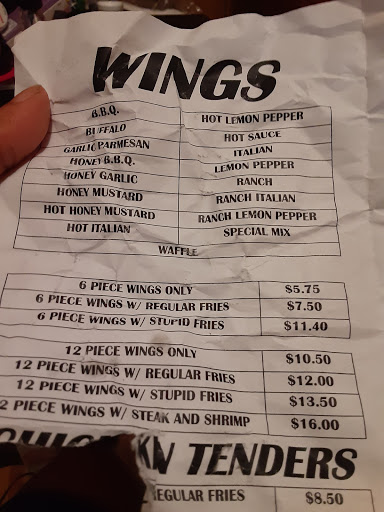 WINGS
B.B.Q. HOT LEMON PEPPER
BUFFALO HOT SAUCE
GARLIC PARMESAN ITALIAN
HONEY B.B.Q. LEMON PEPPER
HONEY GARLIC RANCH
HONEY MUSTARD RANCH ITALIAN
HOT HONEY MUSTARD RANCH LEMON PEPPER
HOT ITALIAN SPECIAL MIX
WAFFLE
6 PIECE WINGS ONLY $5.75
6 PIECE WINGS W/ REGULAR FRIES $7.50
6 PIECE WINGS W/ STUPID FRIES $11.40
12 PIECE WINGS ONLY $10.50
12 PIECE WINGS W/ REGULAR FRIES $12.00
12 PIECE WINGS W/ STUPID FRIES $13.50
2 PIECE WINGS W/ STEAK AND SHRIMP $16.00
TENDERS
EGULAR FRIES $8.50